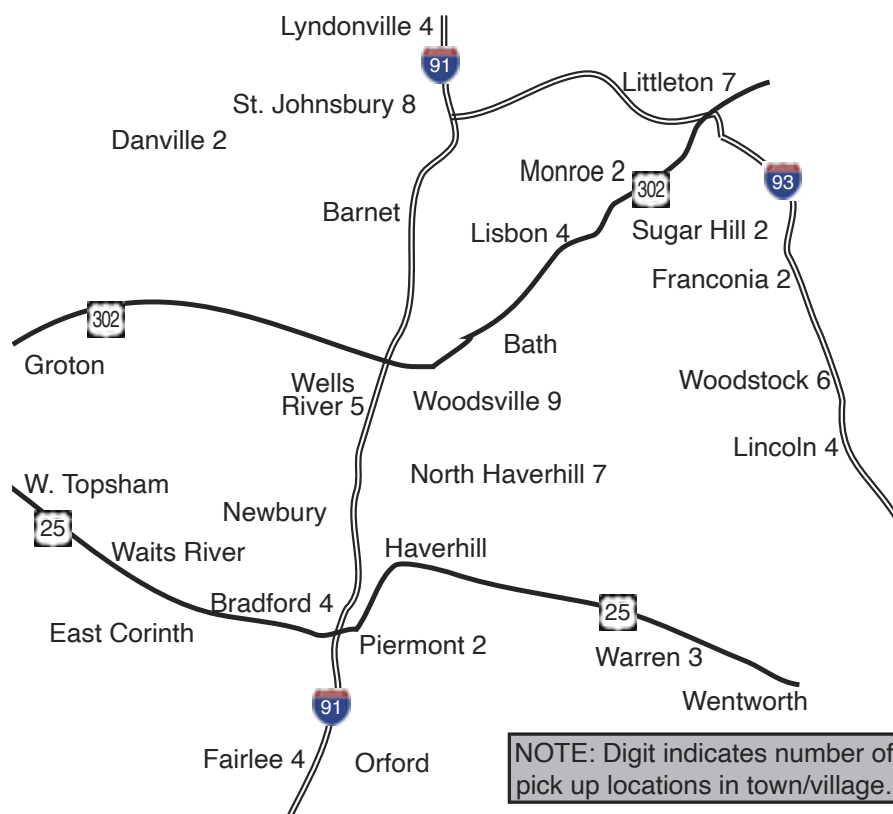 Lyndonville 4
91
Littleton 7
St. Johnsbury 8
Danville 2
Monroe 2
302
93
Barnet
Lisbon 4
Sugar Hill 2
Franconia 2
302
Bath
Groton
Wells
River 5
Woodsville 9
Woodstock 6
Lincoln 4
North Haverhill 7
W. Topsham
Newbury
25
Waits River
Haverhill
Bradford 4
25
East Corinth
Piermont 2
Warren 3
Wentworth
91
Fairlee 4
Orford
NOTE: Digit indicates number of
pick up locations in town/village.